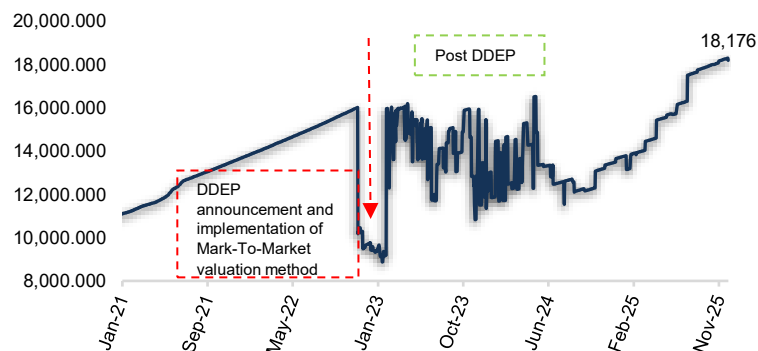 20,000.000
18,000.000
16,000.000
14,000.000
12,000.000
10,000.000
8,000.000
Post DDEP
18,176
DDEP
announcement and
implementation of
Mark-To-Market
valuation method
Jan-21
Sep-21
May-22
Jan-23
Oct-23
Jun-24
Feb-25
Nov-25